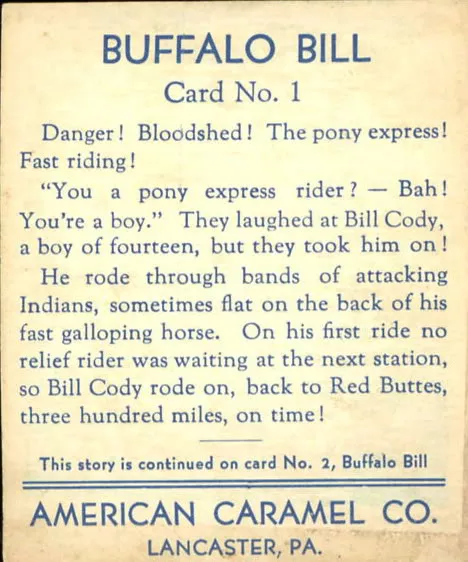 BUFFALO BILL
Card No. 1
Danger! Bloodshed! The pony express!
Fast riding!
"You a pony express rider? — Bah!
You're a boy." They laughed at Bill Cody,
a boy of fourteen, but they took him on!
He rode through bands of attacking
Indians, sometimes flat on the back of his
fast galloping horse. On his first ride no
relief rider was waiting at the next station,
so Bill Cody rode on, back to Red Buttes,
three hundred miles, on time!
This story is continued on card No. 2, Buffalo Bill
AMERICAN CARAMEL CO.
LANCASTER, PA.